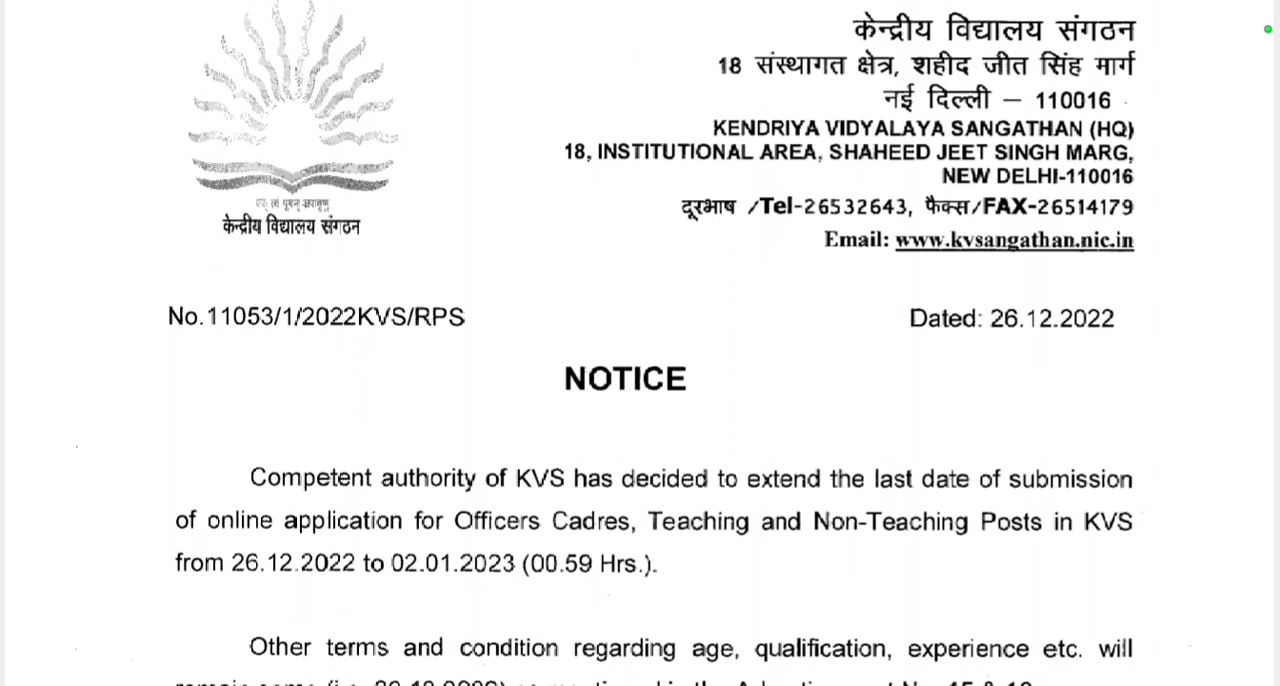 केन्द्रीय विद्यालय संगठन
18 संस्थागत क्षेत्र, शहीद जीत सिंह मार्ग
नई दिल्ली – 110016
KENDRIYA VIDYALAYA SANGATHAN (HQ)
18, INSTITUTIONAL AREA, SHAHEED JEET SINGH MARG,
NEW DELHI-110016
दूरभाष /Tel-26532643, फैक्स/FAX-26514179
Email: www.kvsangathan.nic.in
केन्द्रीय विद्यालय संगठन
No.11053/1/2022KVS/RPS Dated: 26.12.2022
NOTICE
Competent authority of KVS has decided to extend the last date of submission
of online application for Officers Cadres, Teaching and Non-Teaching Posts in KVS
from 26.12.2022 to 02.01.2023 (00.59 Hrs.).
Other terms and condition regarding age, qualification, experience etc. will